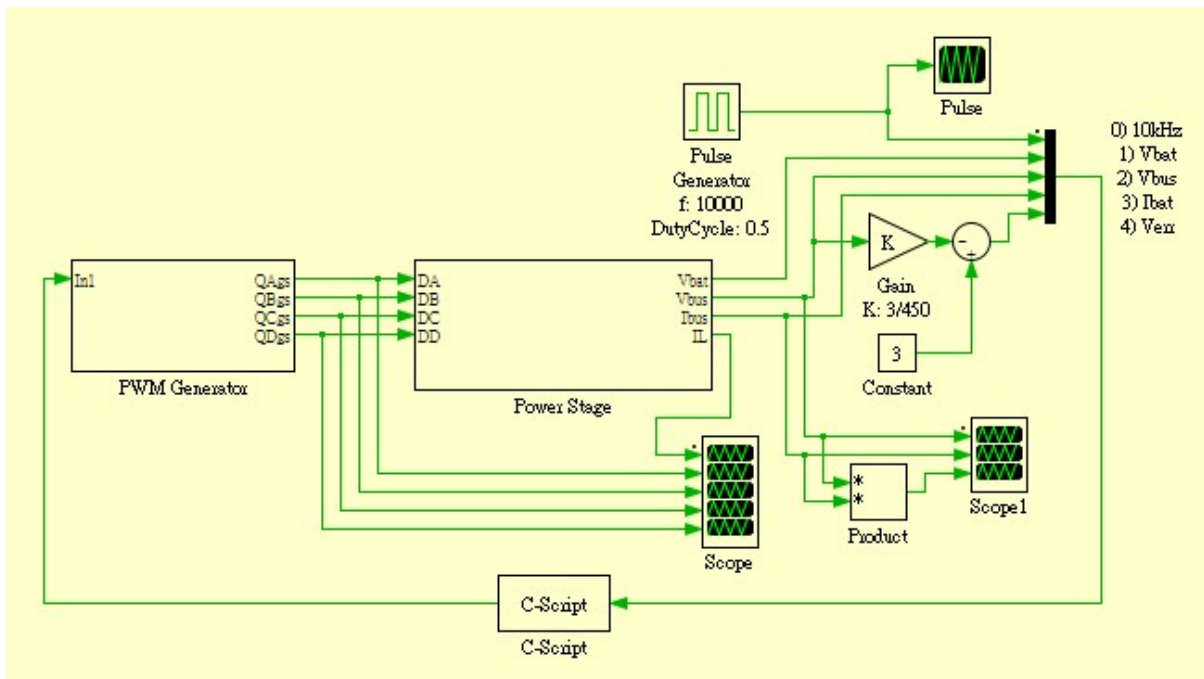 Pulse
Pulse
Generator
f: 10000
DutyCycle: 0.5
0) 10kHz
1) Vbat
2) Vbus
3) Ibat
4) Verr
K
Gain
K: 3/450
-
+
3
Constant
In1
QAgs
QBgs
QCgs
QDgs
PWM Generator
DA
DB
DC
DD
Vbat
Vbus
Ibus
IL
Power Stage
Scope
*
*
Product
Scope1
C-Script
C-Script